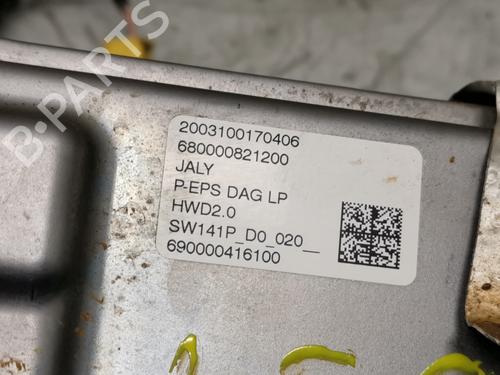 2003100170406
680000821200
JALY
P-EPS DAG LP
HWD2.0
SW141P_D0_020__
690000416100
B-PARTS